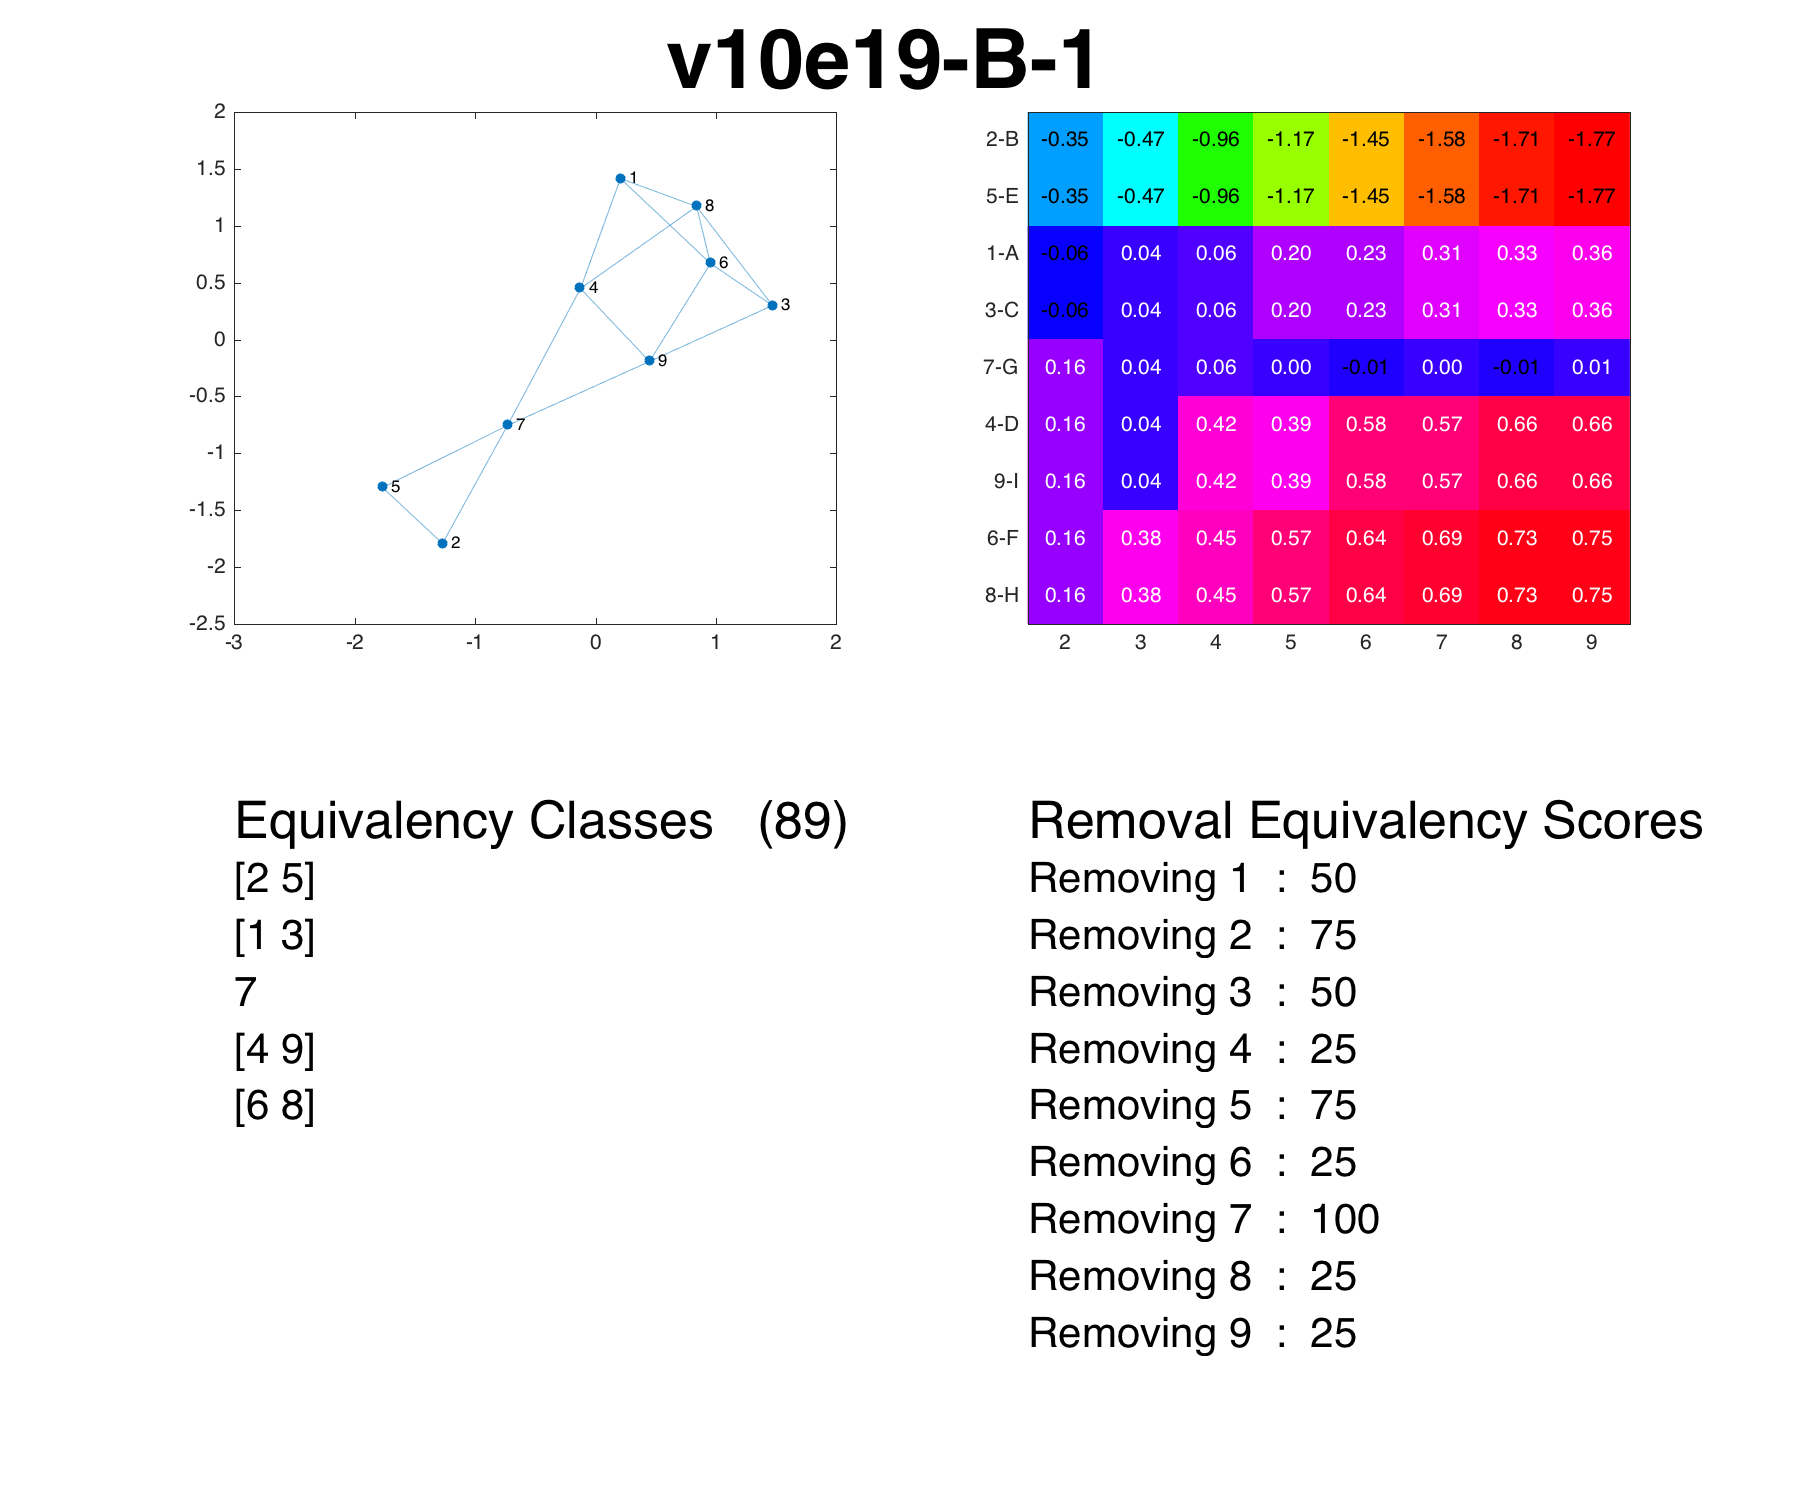 v10e19-B-1
2
1.5
1
0.5
0
-0.5
-1
-1.5
-2
-2.5
-3 -2 -1 0 1 2
1
8
6
4
3
9
7
5
2
2-B -0.35 -0.47 -0.96 -1.17 -1.45 -1.58 -1.71 -1.77
5-E -0.35 -0.47 -0.96 -1.17 -1.45 -1.58 -1.71 -1.77
1-A -0.06 0.04 0.06 0.20 0.23 0.31 0.33 0.36
3-C -0.06 0.04 0.06 0.20 0.23 0.31 0.33 0.36
7-G 0.16 0.04 0.06 0.00 -0.01 0.00 -0.01 0.01
4-D 0.16 0.04 0.42 0.39 0.58 0.57 0.66 0.66
9-I 0.16 0.04 0.42 0.39 0.58 0.57 0.66 0.66
6-F 0.16 0.38 0.45 0.57 0.64 0.69 0.73 0.75
8-H 0.16 0.38 0.45 0.57 0.64 0.69 0.73 0.75
2 3 4 5 6 7 8 9
Equivalency Classes (89)
[2 5]
[1 3]
7
[4 9]
[6 8]
Removal Equivalency Scores
Removing 1 : 50
Removing 2 : 75
Removing 3 : 50
Removing 4 : 25
Removing 5 : 75
Removing 6 : 25
Removing 7 : 100
Removing 8 : 25
Removing 9 : 25